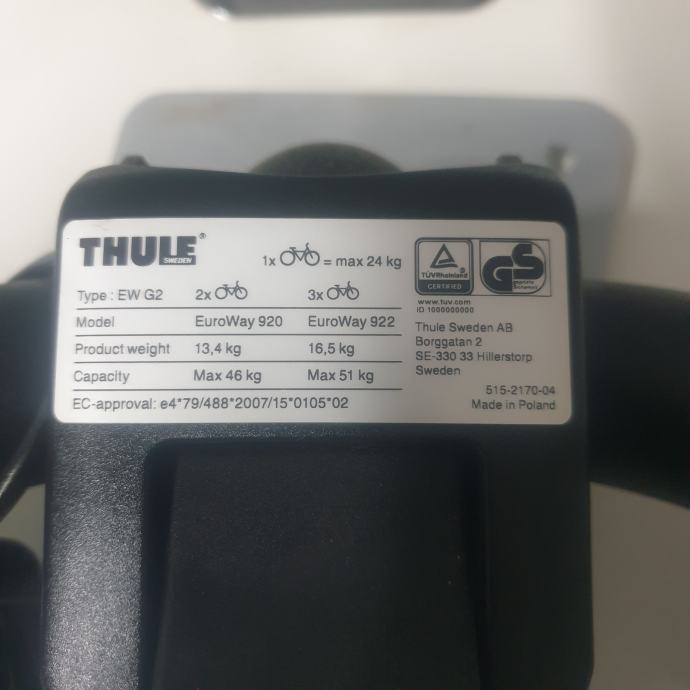 THULE®
SWEDEN
1x = max 24 kg
TÜVRheinland
CERTIFIED
GS
geprüfte
Sicherheit
www.tuv.com
ID 1000000000
Type : EW G2 2x 3x
Model EuroWay 920 EuroWay 922
Product weight 13,4 kg 16,5 kg
Capacity Max 46 kg Max 51 kg
EC-approval: e4*79/488*2007/15*0105*02
Thule Sweden AB
Borggatan 2
SE-330 33 Hillerstorp
Sweden
515-2170-04
Made in Poland